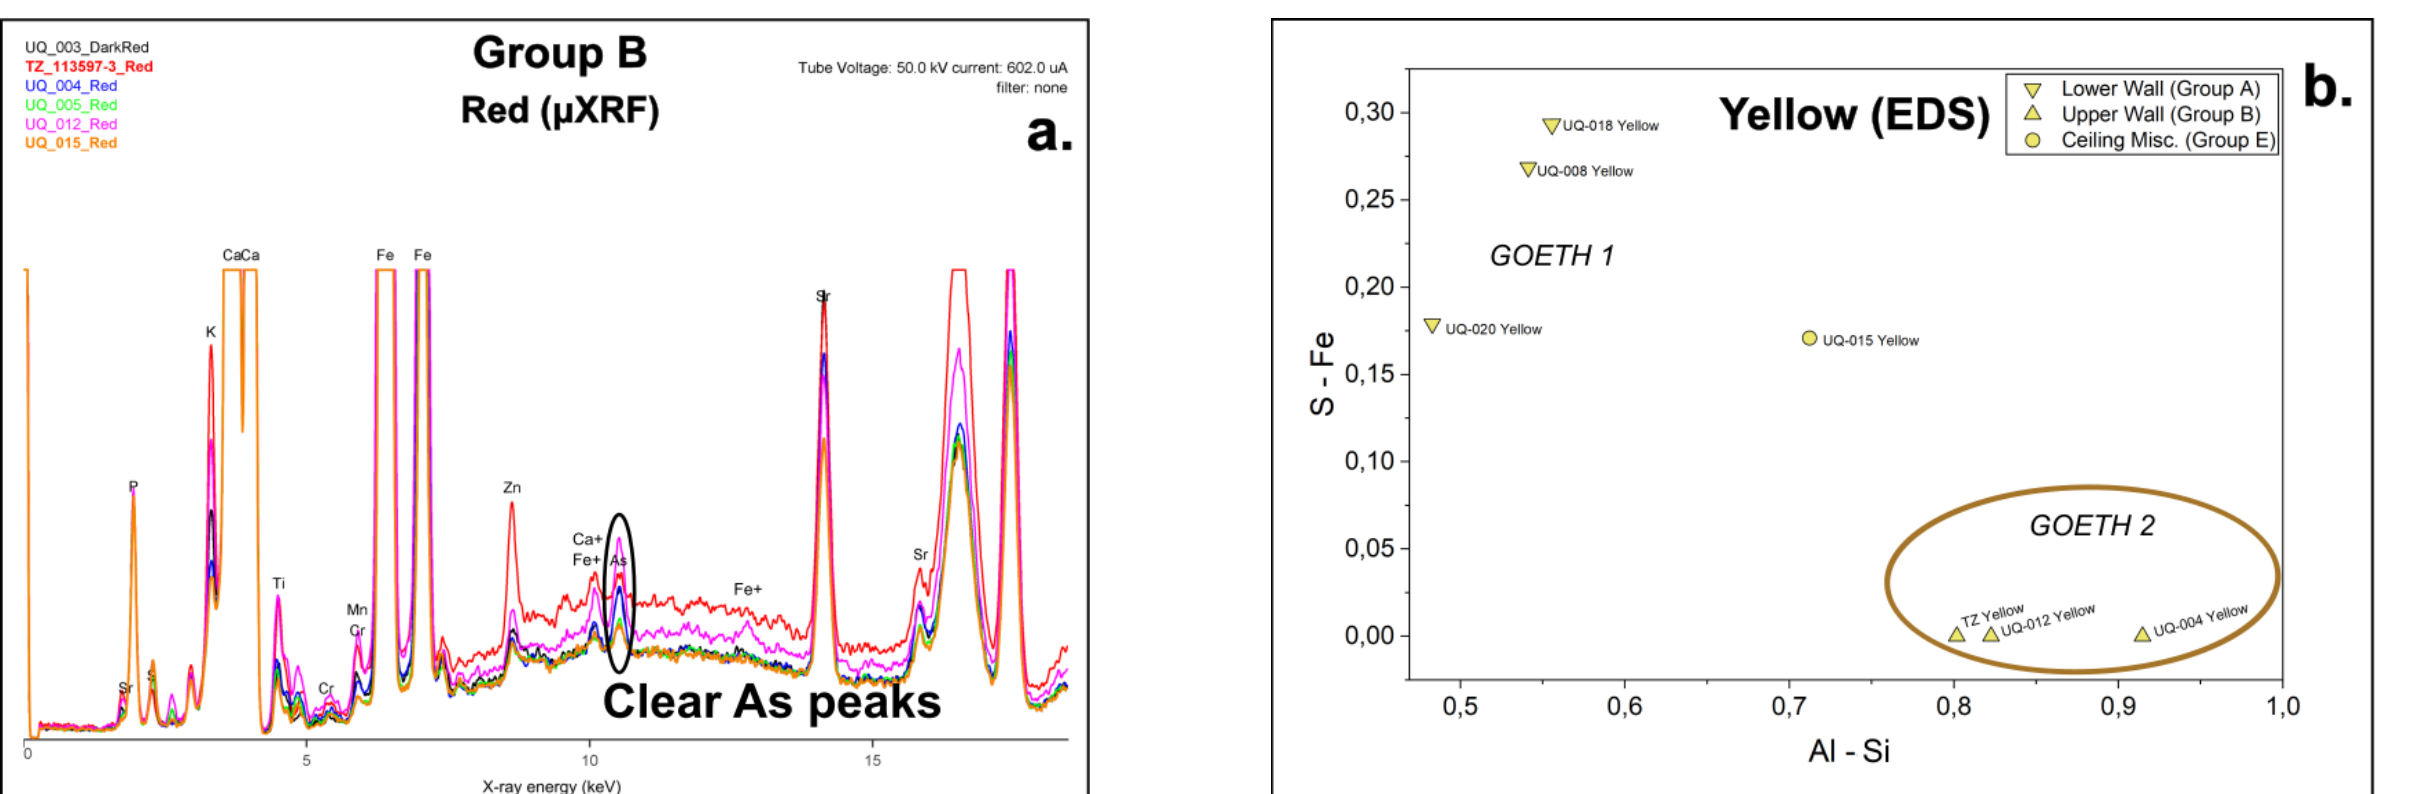 UQ_003_DarkRed
TZ_113597-3_Red
UQ_004_Red
UQ_005_Red
UQ_012_Red
UQ_015_Red
Group B
Red (µXRF)
Tube Voltage: 50.0 kV current: 602.0 uA
filter: none
a.
CaCa
Fe
Fe
K
Sr
P
Zn
Ca+
Fe+
As
Sr
Ti
Fe+
Mn
Cr
Sr
S
Cr
Clear As peaks
0
5
10
15
X-ray energy (keV)
b.
Yellow (EDS)
Lower Wall (Group A)
Upper Wall (Group B)
Ceiling Misc. (Group E)
0,30
0,25
0,20
0,15
0,10
0,05
0,00
S - Fe
UQ-018 Yellow
UQ-008 Yellow
GOETH 1
UQ-020 Yellow
UQ-015 Yellow
GOETH 2
TZ Yellow
UQ-012 Yellow
UQ-004 Yellow
0,5
0,6
0,7
0,8
0,9
1,0
Al - Si